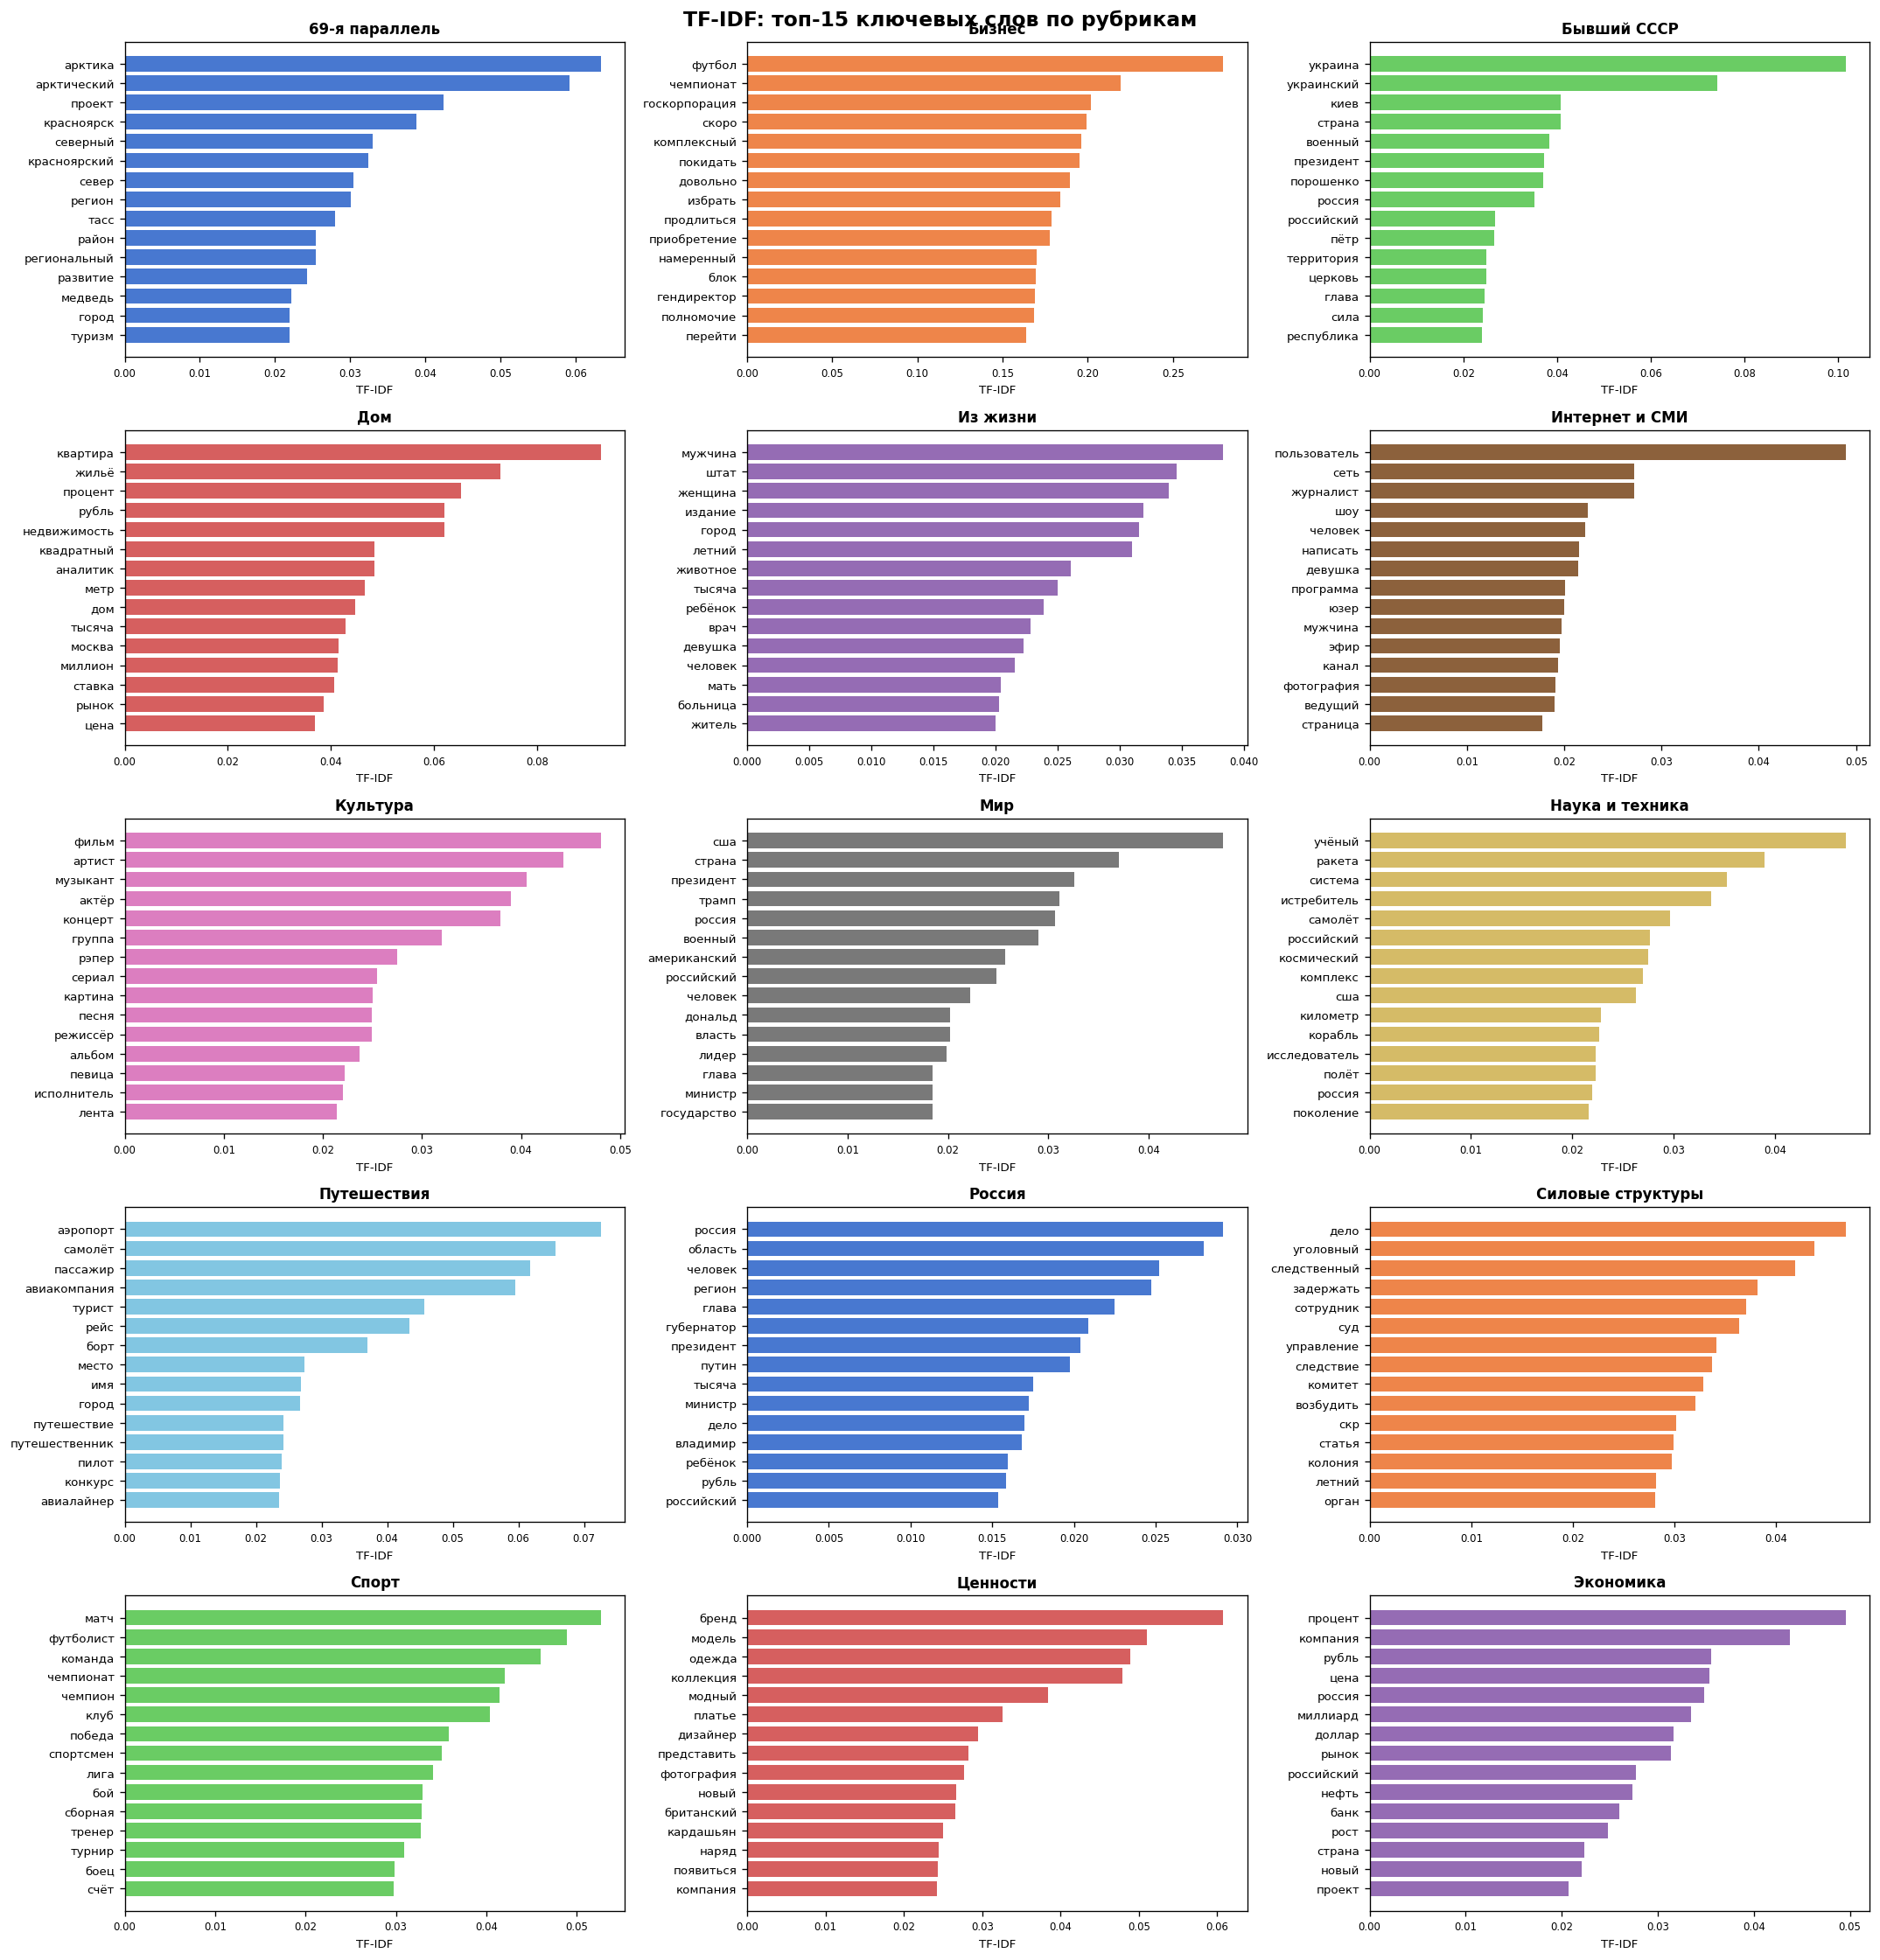 TF-IDF: топ-15 ключевых слов по рубрикам
69-я параллель
арктика
арктический
проект
красноярск
северный
красноярский
север
регион
тасс
район
региональный
развитие
медведь
город
туризм
0.00 0.01 0.02 0.03 0.04 0.05 0.06
TF-IDF
Бизнес
футбол
чемпионат
госкорпорация
скоро
комплексный
покидать
довольно
избрать
продлиться
приобретение
намеренный
блок
гендиректор
полномочие
перейти
0.00 0.05 0.10 0.15 0.20 0.25
TF-IDF
Бывший СССР
украина
украинский
киев
страна
военный
президент
порошенко
россия
российский
пётр
территория
церковь
глава
сила
республика
0.00 0.02 0.04 0.06 0.08 0.10
TF-IDF
Дом
квартира
жильё
процент
рубль
недвижимость
квадратный
аналитик
метр
дом
тысяча
москва
миллион
ставка
рынок
цена
0.00 0.02 0.04 0.06 0.08
TF-IDF
Из жизни
мужчина
штат
женщина
издание
город
летний
животное
тысяча
ребёнок
врач
девушка
человек
мать
больница
житель
0.000 0.005 0.010 0.015 0.020 0.025 0.030 0.035 0.040
TF-IDF
Интернет и СМИ
пользователь
сеть
журналист
шоу
человек
написать
девушка
программа
юзер
мужчина
эфир
канал
фотография
ведущий
страница
0.00 0.01 0.02 0.03 0.04 0.05
TF-IDF
Культура
фильм
артист
музыкант
актёр
концерт
группа
рэпер
сериал
картина
песня
режиссёр
альбом
певица
исполнитель
лента
0.00 0.01 0.02 0.03 0.04 0.05
TF-IDF
Мир
сша
страна
президент
трамп
россия
военный
американский
российский
человек
дональд
власть
лидер
глава
министр
государство
0.00 0.01 0.02 0.03 0.04
TF-IDF
Наука и техника
учёный
ракета
система
истребитель
самолёт
российский
космический
комплекс
сша
километр
корабль
исследователь
полёт
россия
поколение
0.00 0.01 0.02 0.03 0.04
TF-IDF
Путешествия
аэропорт
самолёт
пассажир
авиакомпания
турист
рейс
борт
место
имя
город
путешествие
путешественник
пилот
конкурс
авиалайнер
0.00 0.01 0.02 0.03 0.04 0.05 0.06 0.07
TF-IDF
Россия
россия
область
человек
регион
глава
губернатор
президент
путин
тысяча
министр
дело
владимир
ребёнок
рубль
российский
0.000 0.005 0.010 0.015 0.020 0.025 0.030
TF-IDF
Силовые структуры
дело
уголовный
следственный
задержать
сотрудник
суд
управление
следствие
комитет
возбудить
скр
статья
колония
летний
орган
0.00 0.01 0.02 0.03 0.04
TF-IDF
Спорт
матч
футболист
команда
чемпионат
чемпион
клуб
победа
спортсмен
лига
бой
сборная
тренер
турнир
боец
счёт
0.00 0.01 0.02 0.03 0.04 0.05
TF-IDF
Ценности
бренд
модель
одежда
коллекция
модный
платье
дизайнер
представить
фотография
новый
британский
кардашьян
наряд
появиться
компания
0.00 0.01 0.02 0.03 0.04 0.05 0.06
TF-IDF
Экономика
процент
компания
рубль
цена
россия
миллиард
доллар
рынок
российский
нефть
банк
рост
страна
новый
проект
0.00 0.01 0.02 0.03 0.04 0.05
TF-IDF